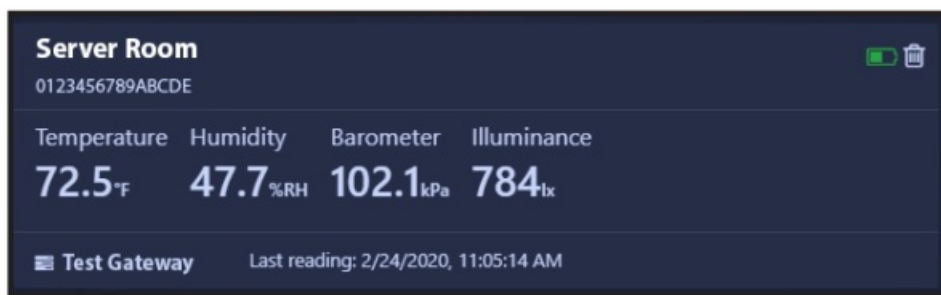 Server Room
0123456789ABCDE
Temperature Humidity Barometer Illuminance
72.5°F 47.7%RH 102.1kPa 784lx
Test Gateway Last reading: 2/24/2020, 11:05:14 AM